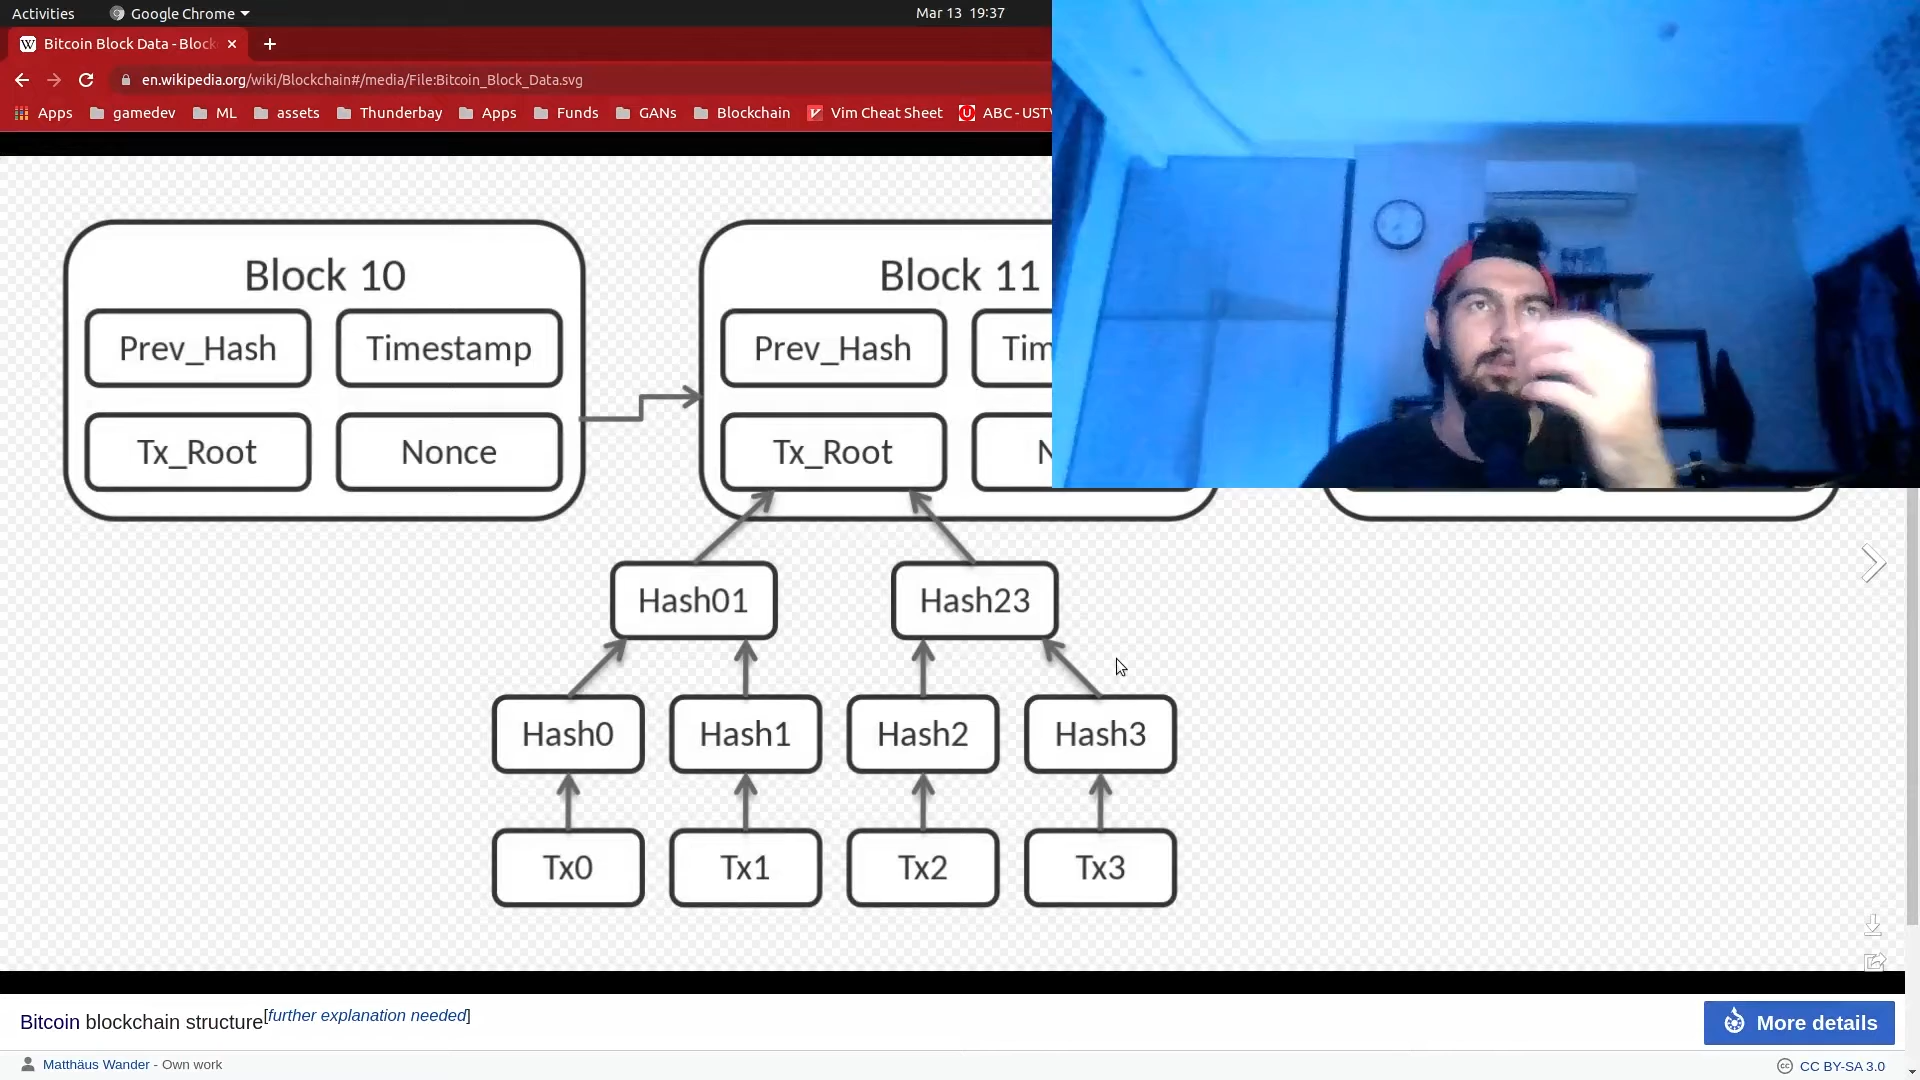 Activities Google Chrome Mar 13 19:37
Bitcoin Block Data - Block
en.wikipedia.org/wiki/Blockchain#/media/File:Bitcoin_Block_Data.svg
Apps gamedev ML assets Thunderbay Apps Funds GANs Blockchain Vim Cheat Sheet ABC - USTV
Block 10 Block 11
Prev_Hash Timestamp Prev_Hash Tim
Tx_Root Nonce Tx_Root N
Hash01 Hash23
Hash0 Hash1 Hash2 Hash3
Tx0 Tx1 Tx2 Tx3
Bitcoin blockchain structure[further explanation needed]
More details
Matthäus Wander - Own work
CC BY-SA 3.0